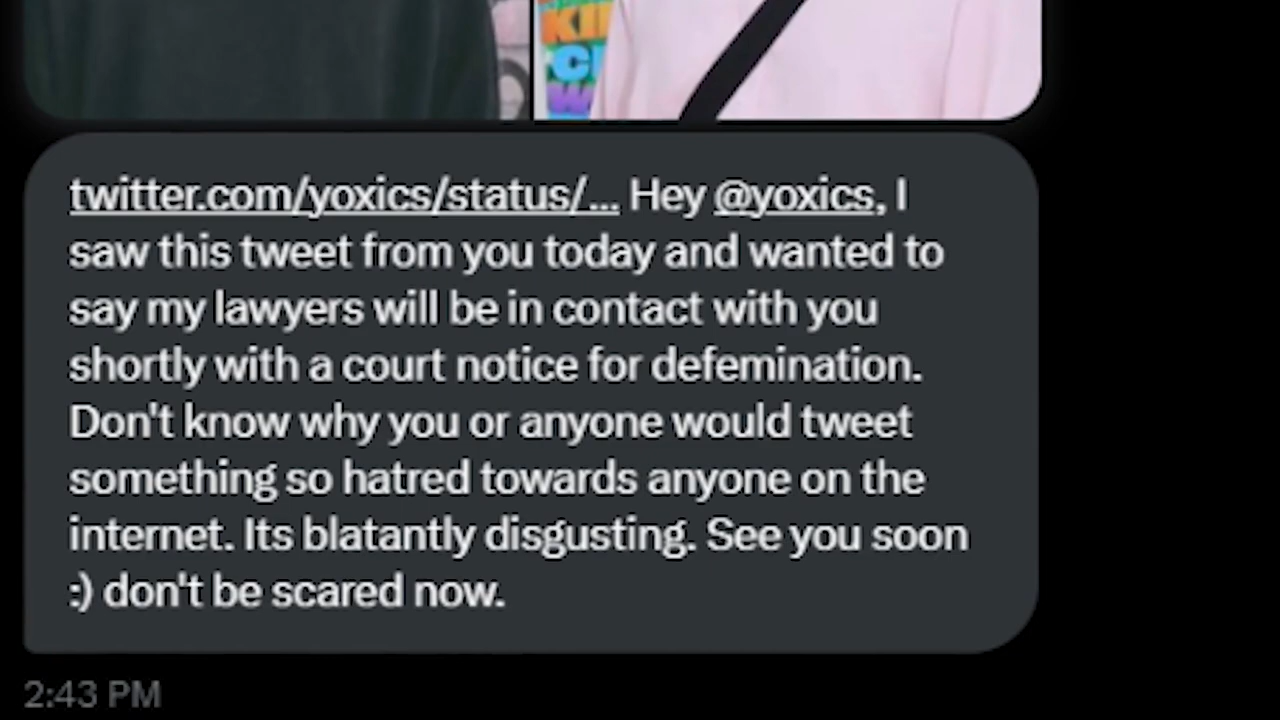 KI
C
W
twitter.com/yoxics/status/... Hey @yoxics, I
saw this tweet from you today and wanted to
say my lawyers will be in contact with you
shortly with a court notice for defemination.
Don't know why you or anyone would tweet
something so hatred towards anyone on the
internet. Its blatantly disgusting. See you soon
:) don't be scared now.
2:43 PM